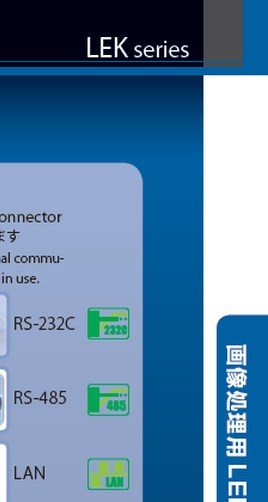 LEK series
onnector
ます
al commu-
in use.
RS-232C
232C
RS-485
485
LAN
LAN
画像処理用 LE